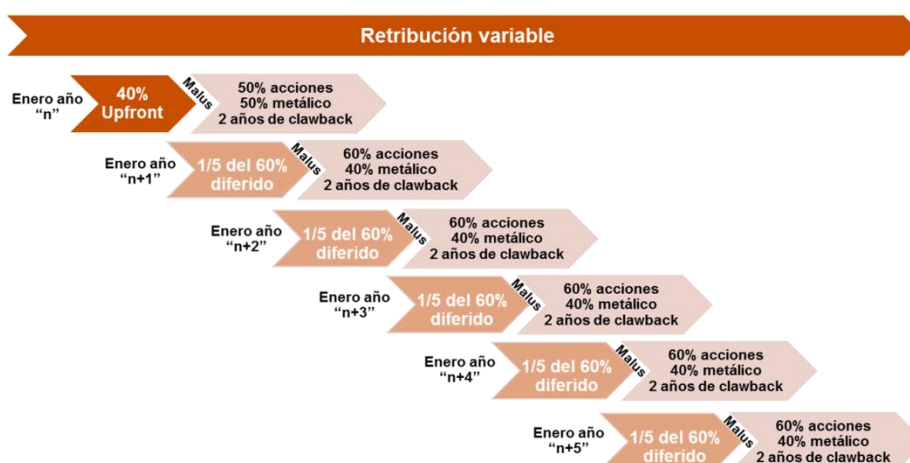 Retribución variable
Enero año
“n”
40%
Upfront
Malus
50% acciones
50% metálico
2 años de clawback
Enero año
“n+1”
1/5 del 60%
diferido
Malus
60% acciones
40% metálico
2 años de clawback
Enero año
“n+2”
1/5 del 60%
diferido
Malus
60% acciones
40% metálico
2 años de clawback
Enero año
“n+3”
1/5 del 60%
diferido
Malus
60% acciones
40% metálico
2 años de clawback
Enero año
“n+4”
1/5 del 60%
diferido
Malus
60% acciones
40% metálico
2 años de clawback
Enero año
“n+5”
1/5 del 60%
diferido
Malus
60% acciones
40% metálico
2 años de clawback